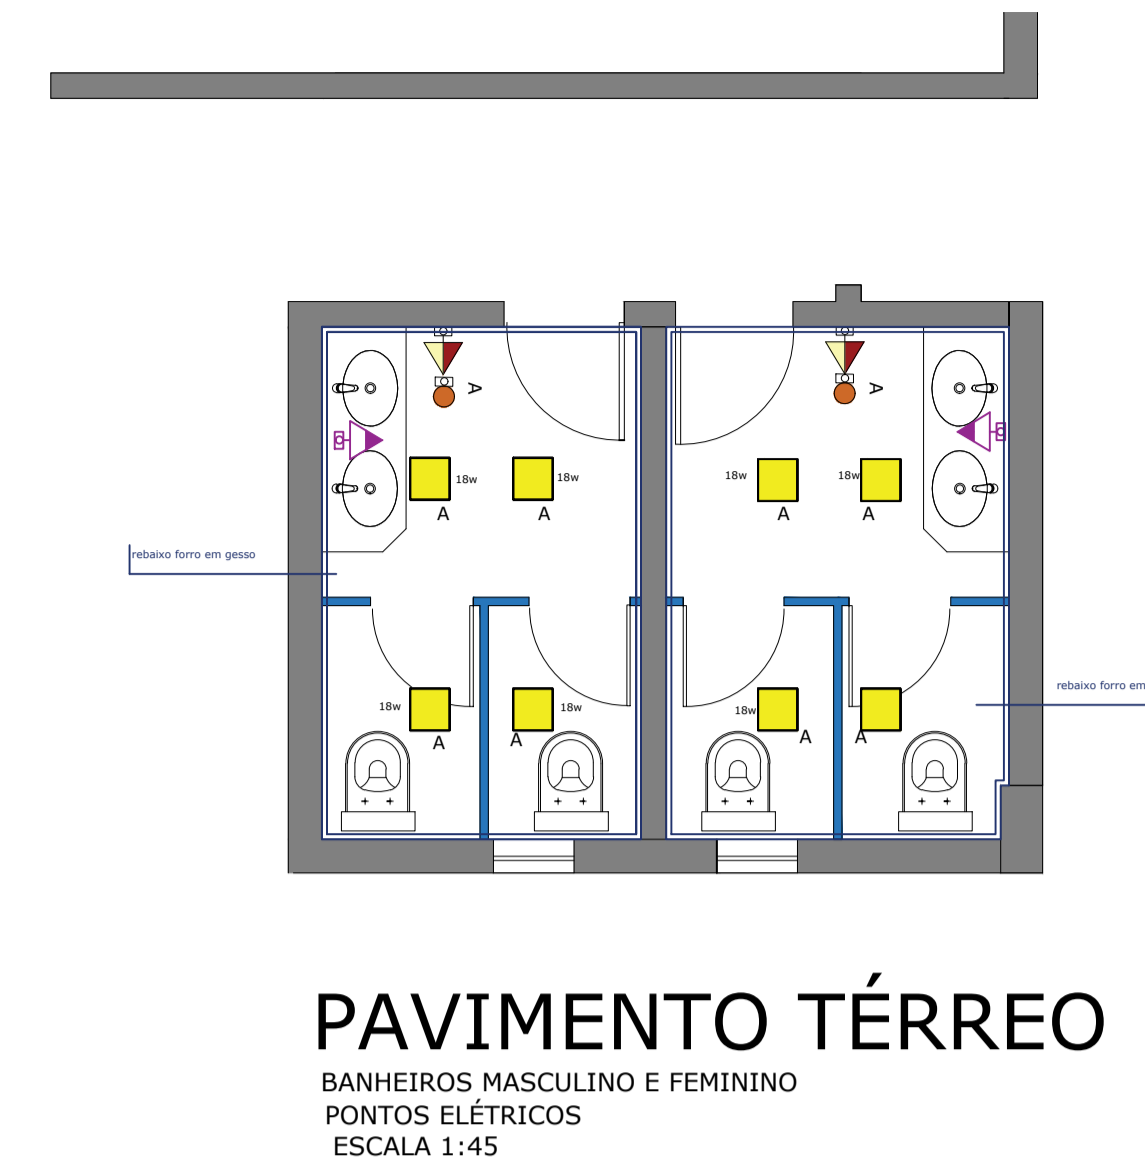 A
A
18w
18w
18w
18w
A
A
A
A
rebaixo forro em gesso
rebaixo forro em
18w
18w
18w
A
A
A
A
PAVIMENTO TÉRREO
BANHEIROS MASCULINO E FEMININO
PONTOS ELÉTRICOS
ESCALA 1:45